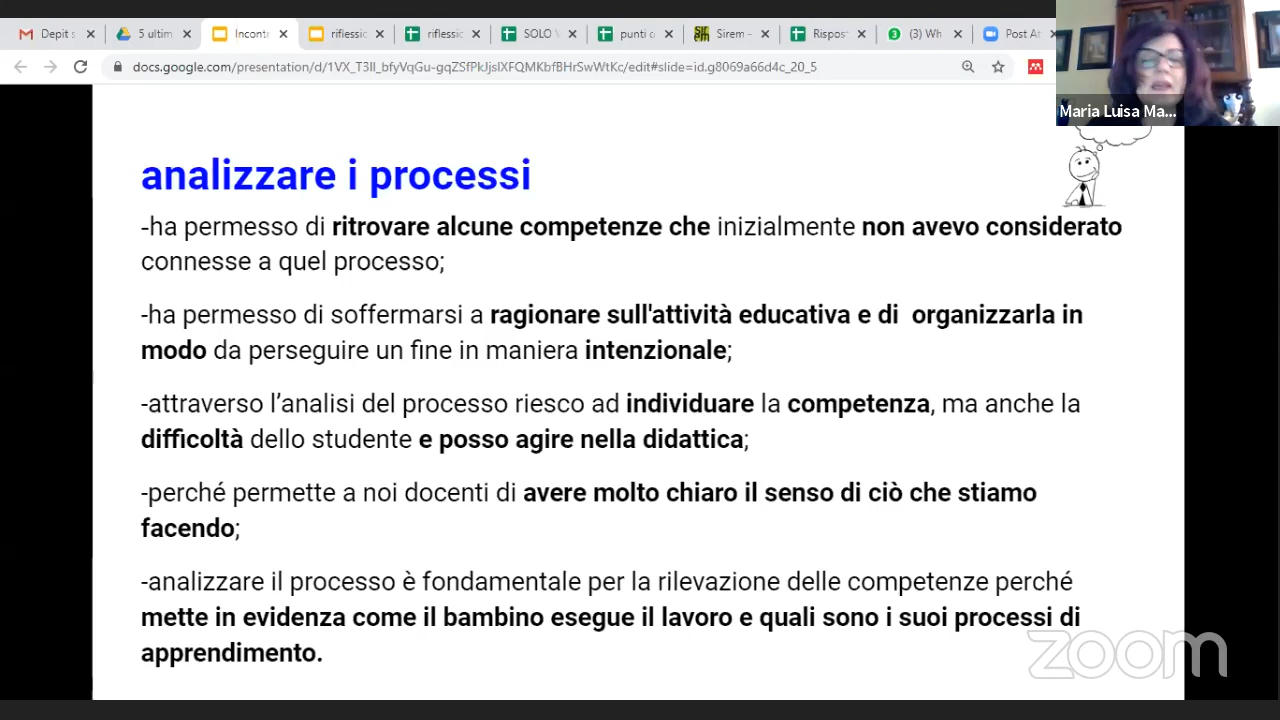 Depit s
5 ultim
Incont
rifiessic
riflessic
SOLO
punti o
Sirem -
Rispost
(3) Wh
Post At
docs.google.com/presentation/d/1VX_T3Il_bfyVqGu-gqZSPkJjslXFQMKbfBHrSwWtKc/edit#slide=id.g8069a66d4c_20_5
Maria Luisa Ma...
analizzare i processi
-ha permesso di ritrovare alcune competenze che inizialmente non avevo considerato
connesse a quel processo;
-ha permesso di soffermarsi a ragionare sull'attività educativa e di organizzarla in
modo da perseguire un fine in maniera intenzionale;
-attraverso l’analisi del processo riesco ad individuare la competenza, ma anche la
difficoltà dello studente e posso agire nella didattica;
-perché permette a noi docenti di avere molto chiaro il senso di ciò che stiamo
facendo;
-analizzare il processo è fondamentale per la rilevazione delle competenze perché
mette in evidenza come il bambino esegue il lavoro e quali sono i suoi processi di
apprendimento.
zoom